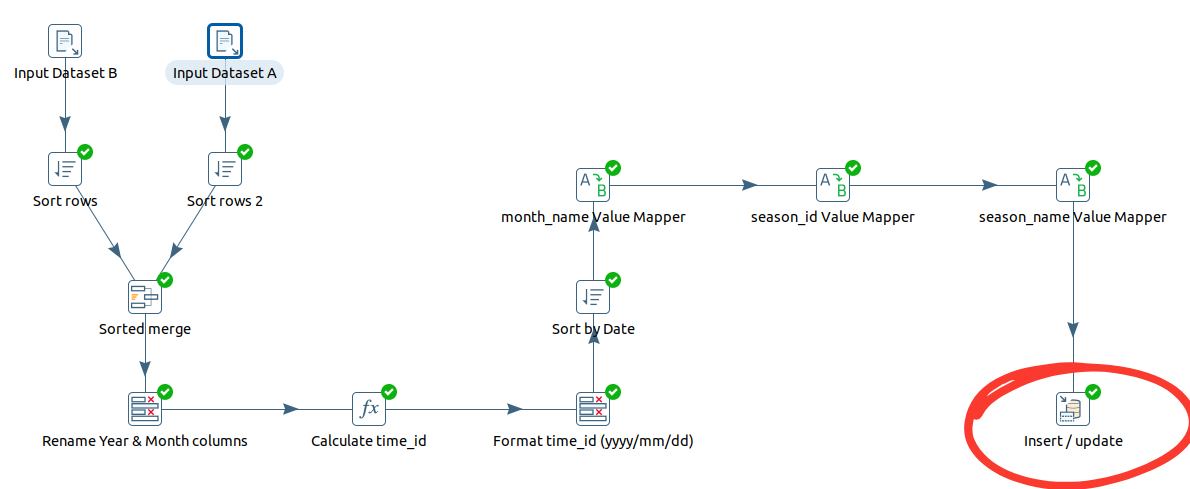 Input Dataset B
Input Dataset A
Sort rows
Sort rows 2
Sorted merge
Rename Year & Month columns
Calculate time_id
Format time_id (yyyy/mm/dd)
Sort by Date
month_name Value Mapper
season_id Value Mapper
season_name Value Mapper
Insert / update
A
B
A
B
A
B
fx